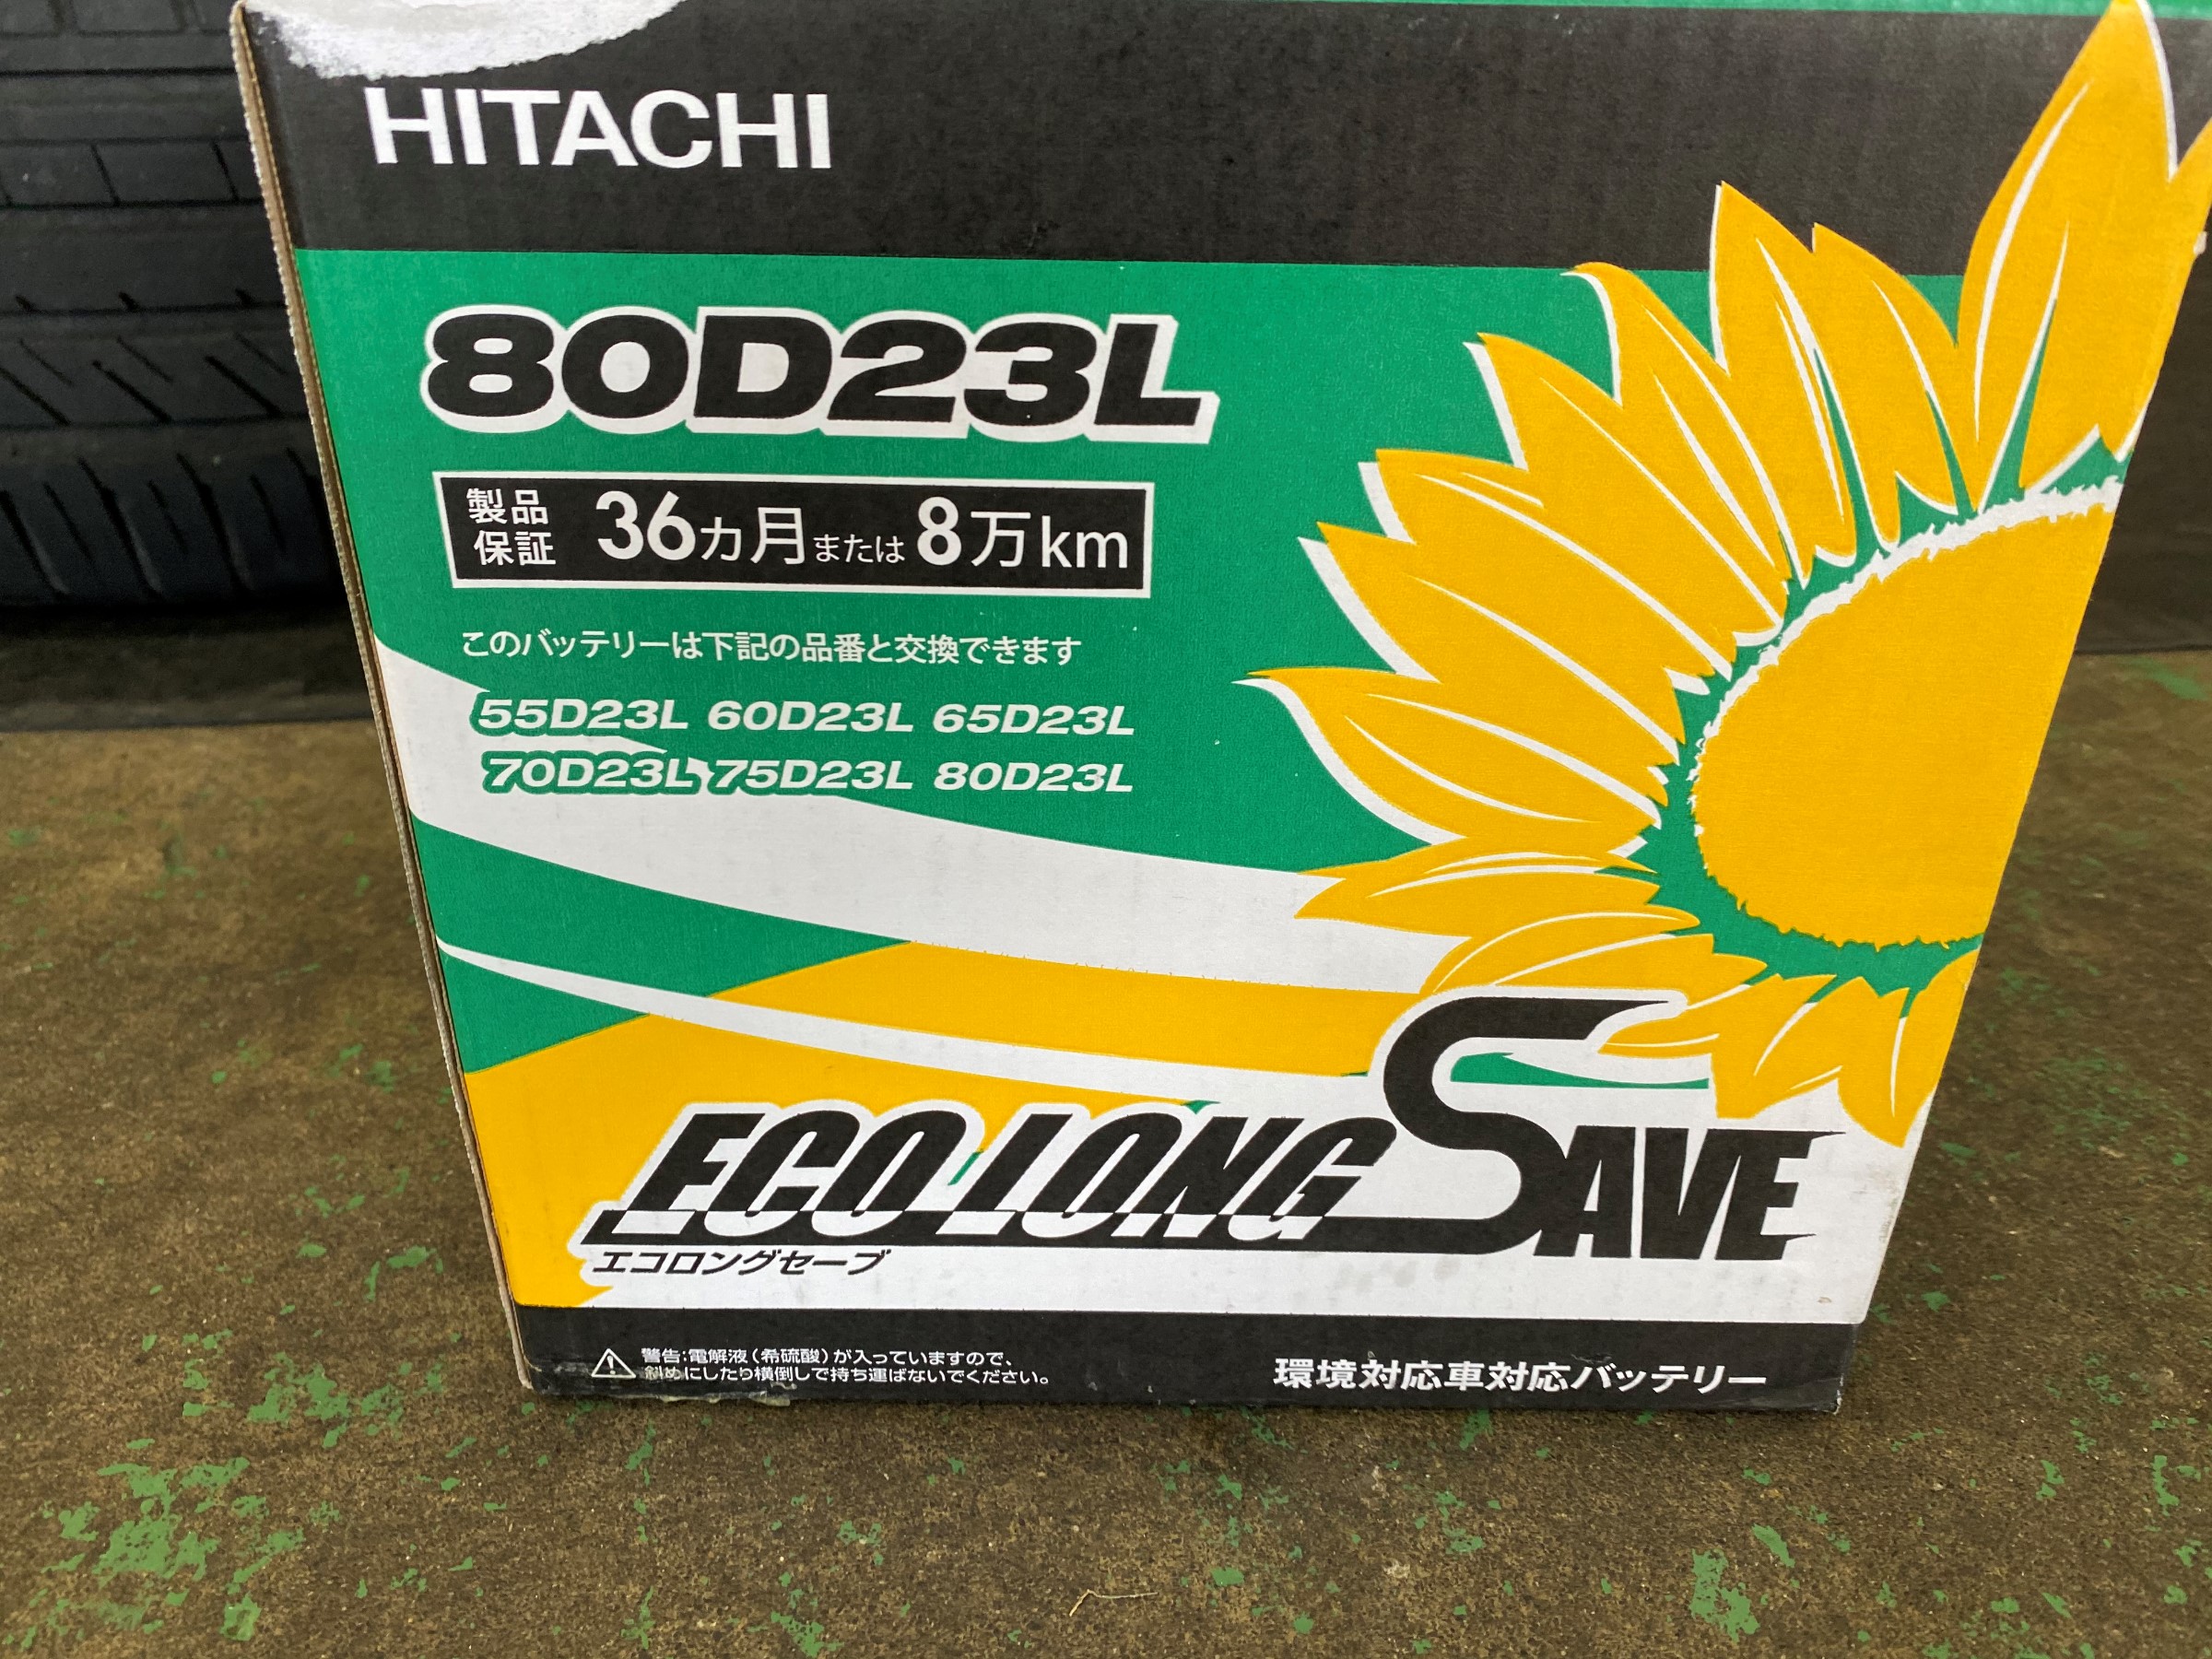 HITACHI
80D23L
製品保証 36カ月または8万km
このバッテリーは下記の品番と交換できます
55D23L 60D23L 65D23L
70D23L 75D23L 80D23L
ECO LONG SAVE
エコロングセーブ
警告:電解液(希硫酸)が入っていますので、
斜めにしたり横倒しで持ち運ばないでください。
環境対応車対応バッテリー